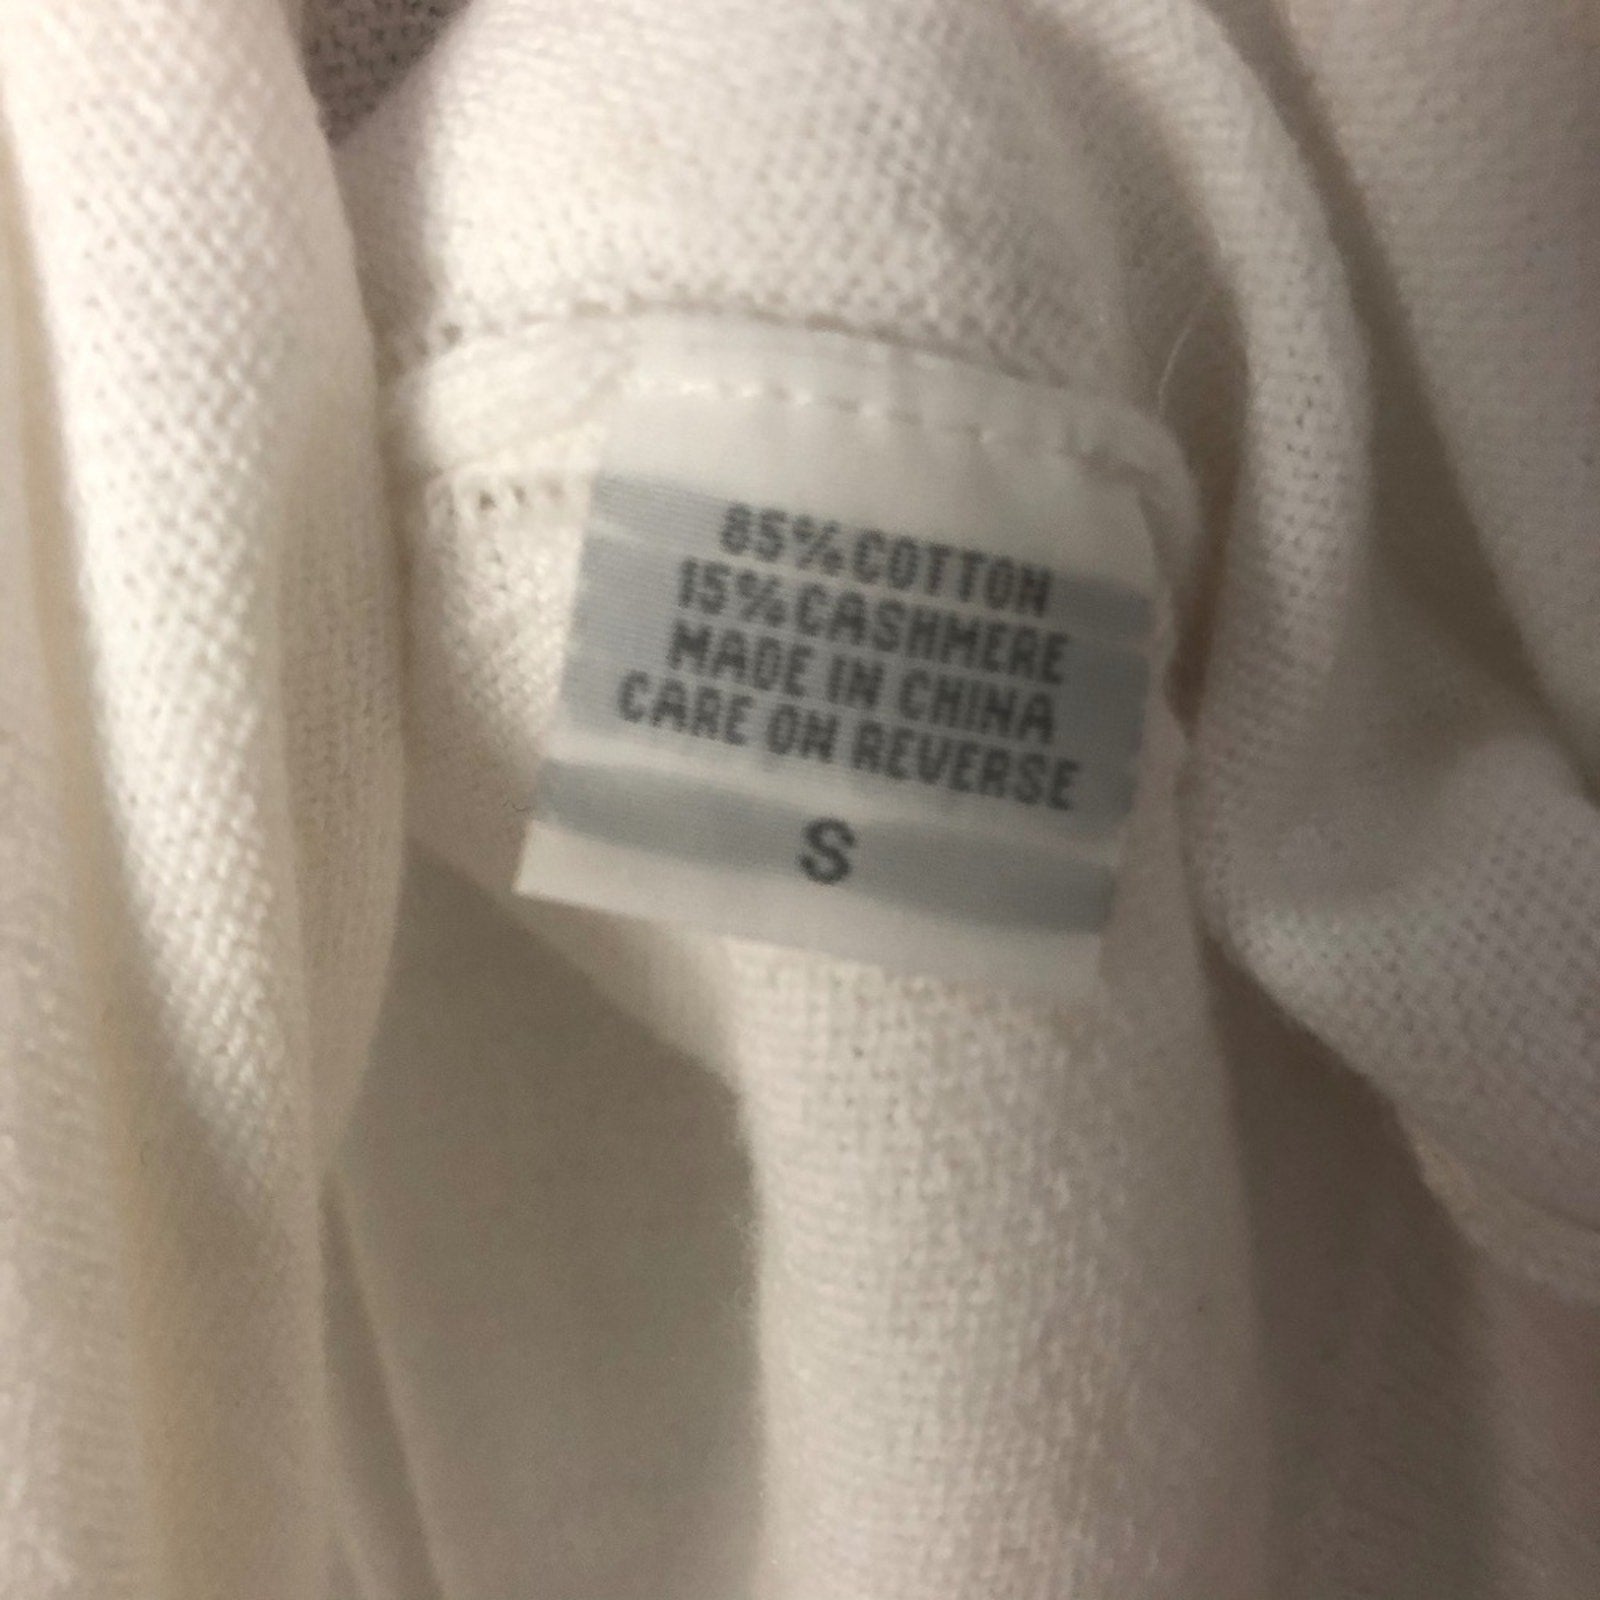 85% COTTON
15% CASHMERE
MADE IN CHINA
CARE ON REVERSE
S